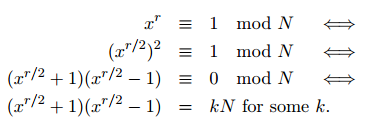 x^r ≡ 1 mod N ⟺
(x^{r/2})^2 ≡ 1 mod N ⟺
(x^{r/2} + 1)(x^{r/2} − 1) ≡ 0 mod N ⟺
(x^{r/2} + 1)(x^{r/2} − 1) = kN for some k.